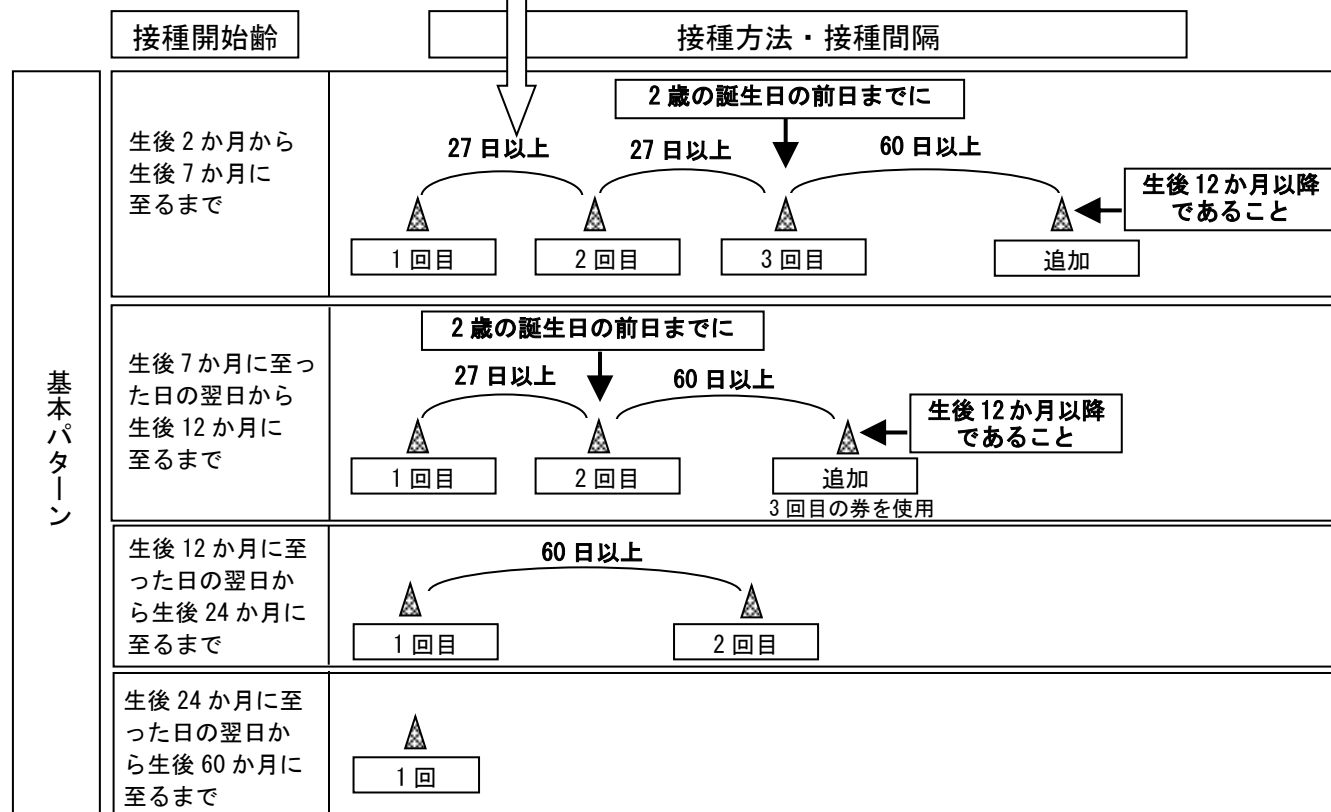 接種開始齢
接種方法・接種間隔
基本パターン
生後2か月から
生後7か月に
至るまで
2歳の誕生日の前日までに
27日以上
27日以上
60日以上
生後12か月以降
であること
1回目
2回目
3回目
追加
生後7か月に至っ
た日の翌日から
生後12か月に
至るまで
2歳の誕生日の前日までに
27日以上
60日以上
生後12か月以降
であること
1回目
2回目
追加
3回目の券を使用
生後12か月に至
った日の翌日か
ら生後24か月に
至るまで
60日以上
1回目
2回目
生後24か月に至
った日の翌日か
ら生後60か月に
至るまで
1回